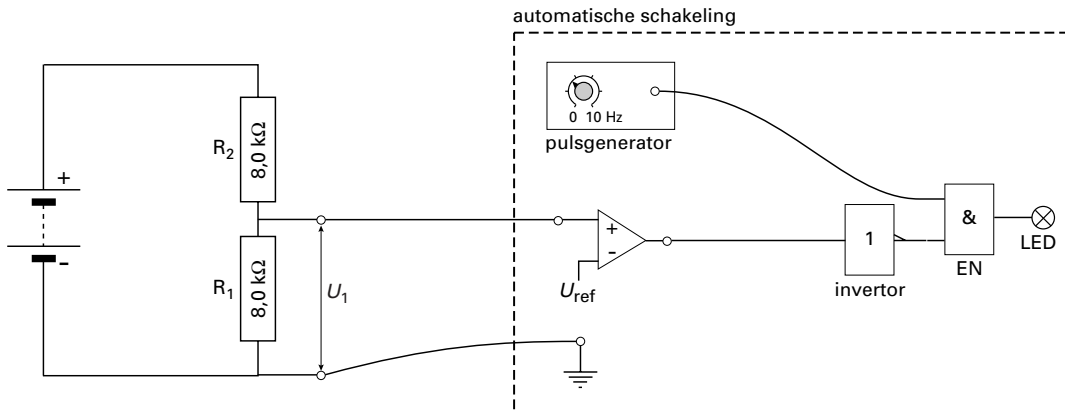 automatische schakeling
0 10 Hz
pulsgenerator
+
-
R2
8,0 kΩ
R1
8,0 kΩ
U1
+
-
Uref
1
invertor
&
EN
LED